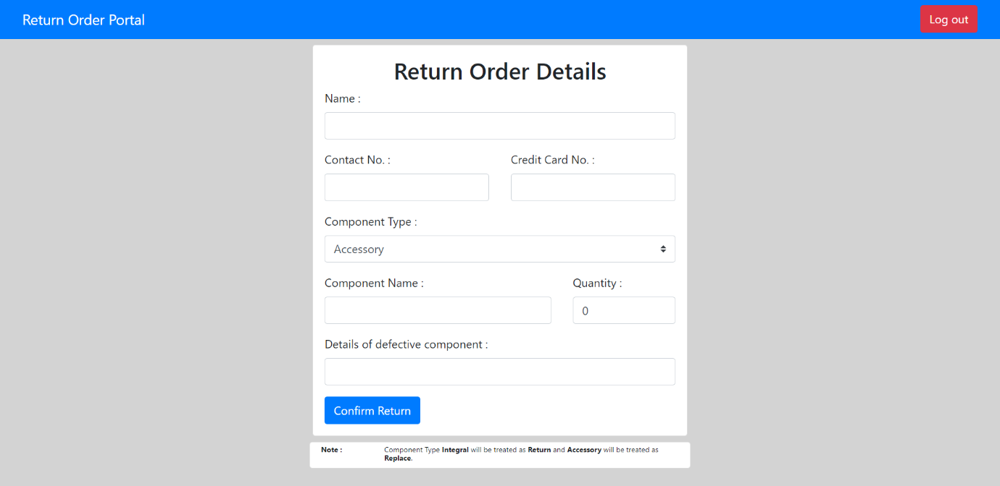 Return Order Portal
Log out
Return Order Details
Name :
Contact No. :
Credit Card No. :
Component Type :
Accessory
Component Name :
Quantity :
0
Details of defective component :
Confirm Return
Note :
Component Type Integral will be treated as Return and Accessory will be treated as
Replace.